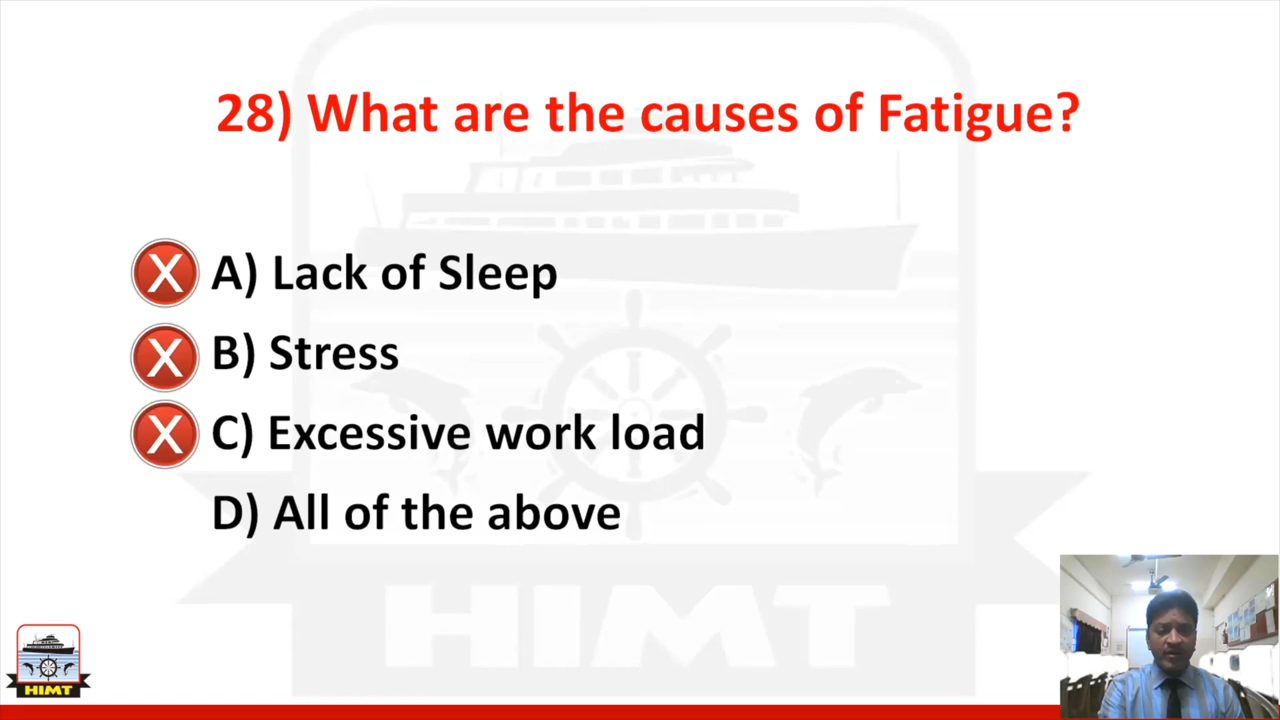 28) What are the causes of Fatigue?
X A) Lack of Sleep
X B) Stress
X C) Excessive work load
D) All of the above
HIMT
HIMT